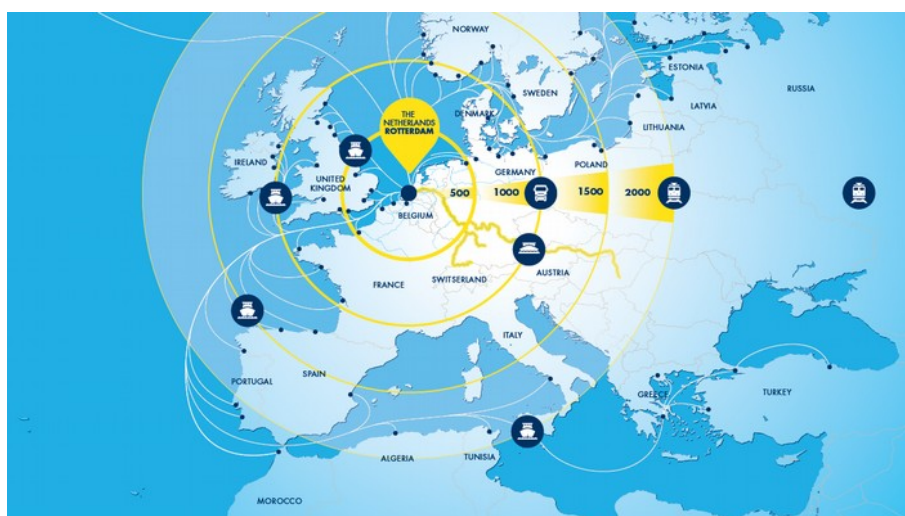 NORWAY
ESTONIA
RUSSIA
SWEDEN
LATVIA
THE
NETHERLANDS
ROTTERDAM
DENMARK
LITHUANIA
IRELAND
UNITED
KINGDOM
GERMANY
POLAND
500
1000
1500
2000
BELGIUM
AUSTRIA
SWITSERLAND
FRANCE
ITALY
SPAIN
PORTUGAL
GREECE
TURKEY
ALGERIA
TUNISIA
MOROCCO